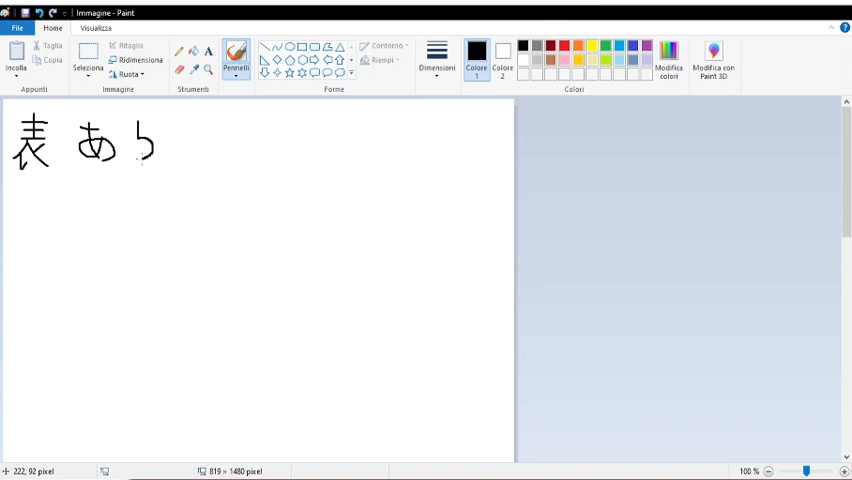 Immagine - Paint
File Home Visualizza
Incolla Taglia Copia Appunti
Seleziona Ritaglia Ridimensiona Ruota Immagine
A Strumenti
Pennelli
Contorno Riempi Forme
Dimensioni
Colore 1 Colore 2 Modifica colori Colori
Modifica con Paint 3D
表 あ ら
222, 92 pixel 819 × 1480 pixel 100 %